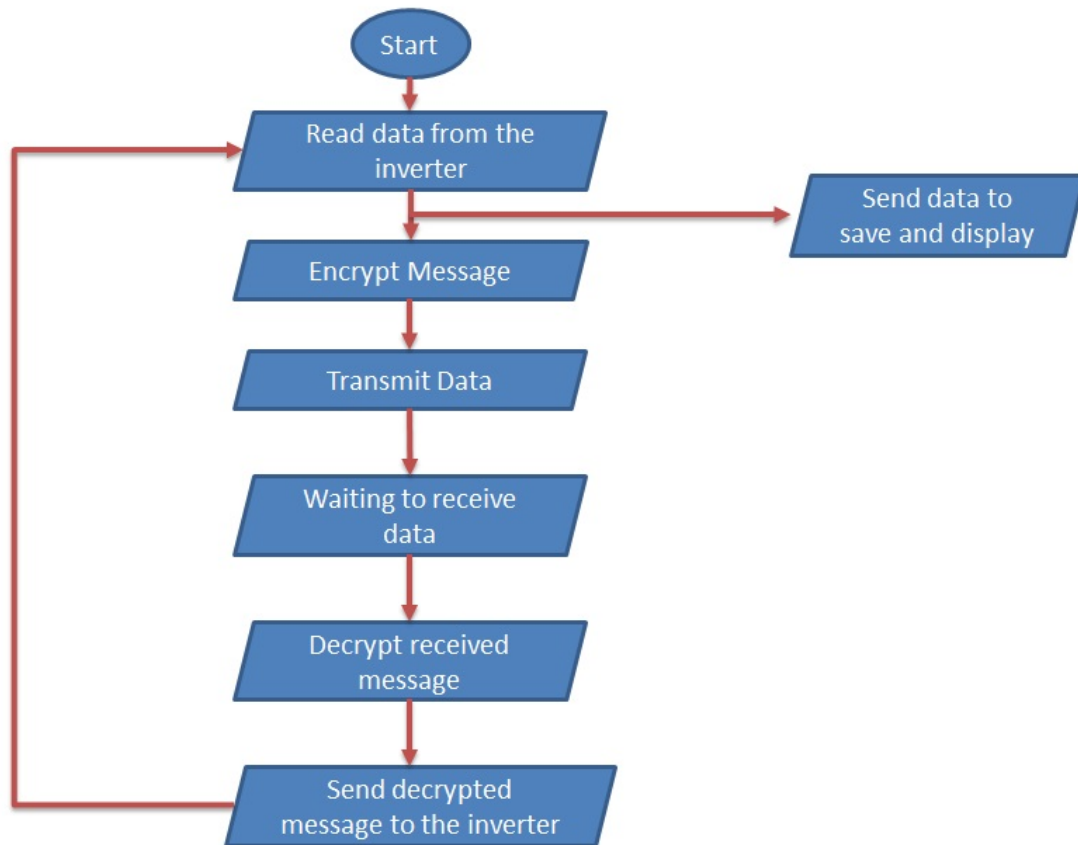 Start
Read data from the
inverter
Send data to
save and display
Encrypt Message
Transmit Data
Waiting to receive
data
Decrypt received
message
Send decrypted
message to the inverter